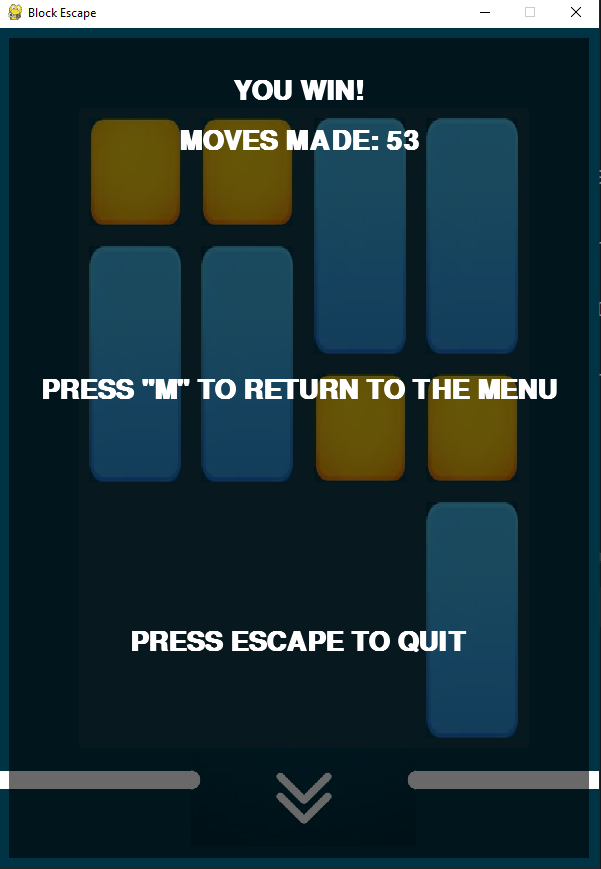 Block Escape
YOU WIN!
MOVES MADE: 53
PRESS "M" TO RETURN TO THE MENU
PRESS ESCAPE TO QUIT